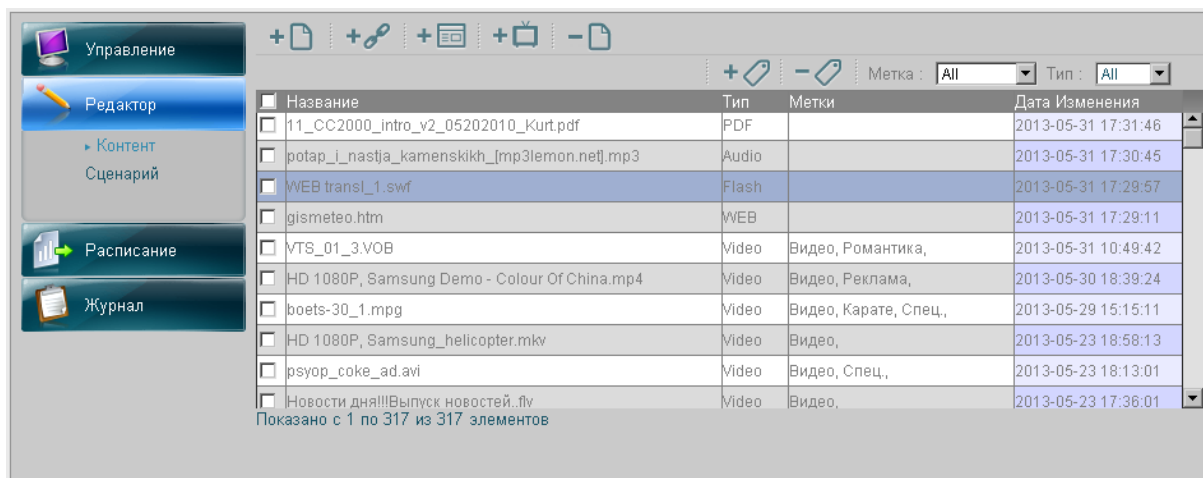 Управление
Редактор
Контент
Сценарий
Расписание
Журнал
Метка : All Тип : All
Название Тип Метки Дата Изменения
11_CC2000_intro_v2_05202010_Kurt.pdf PDF 2013-05-31 17:31:46
potap_i_nastja_kamenskikh_[mp3lemon.net].mp3 Audio 2013-05-31 17:30:45
WEB transl_1.swf Flash 2013-05-31 17:29:57
gismeteo.htm WEB 2013-05-31 17:29:11
VTS_01_3.VOB Video Видео, Романтика, 2013-05-31 10:49:42
HD 1080P, Samsung Demo - Colour Of China.mp4 Video Видео, Реклама, 2013-05-30 18:39:24
boets-30_1.mpg Video Видео, Карате, Спец., 2013-05-29 15:15:11
HD 1080P, Samsung_helicopter.mkv Video Видео, 2013-05-23 18:58:13
psyop_coke_ad.avi Video Видео, Спец., 2013-05-23 18:13:01
Новости дня!!!Выпуск новостей..flv Video Видео, 2013-05-23 17:36:01
Показано с 1 по 317 из 317 элементов